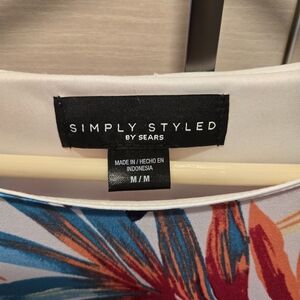 SIMPLY STYLED
BY SEARS
MADE IN / HECHO EN
INDONESIA
M / M